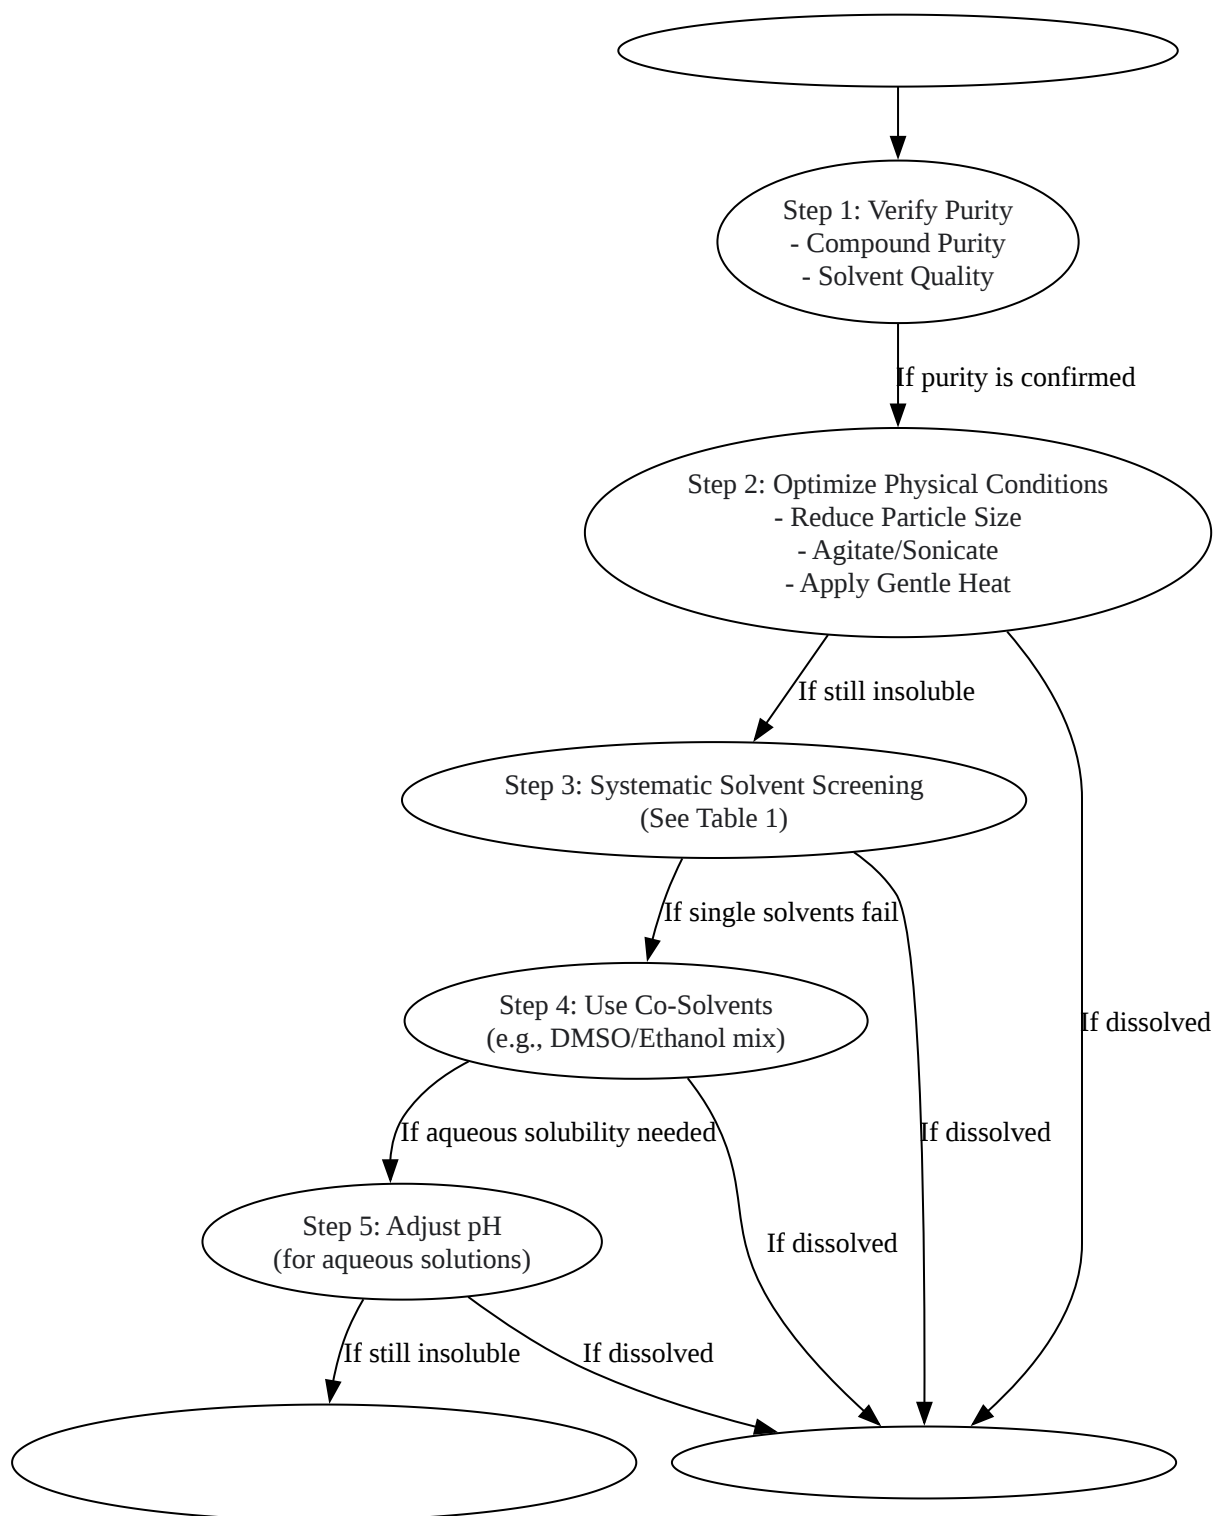 Step 1: Verify Purity
- Compound Purity
- Solvent Quality
If purity is confirmed
Step 2: Optimize Physical Conditions
- Reduce Particle Size
- Agitate/Sonicate
- Apply Gentle Heat
If still insoluble
Step 3: Systematic Solvent Screening
(See Table 1)
If single solvents fail
Step 4: Use Co-Solvents
(e.g., DMSO/Ethanol mix)
If dissolved
If aqueous solubility needed
If dissolved
Step 5: Adjust pH
(for aqueous solutions)
If dissolved
If still insoluble
If dissolved